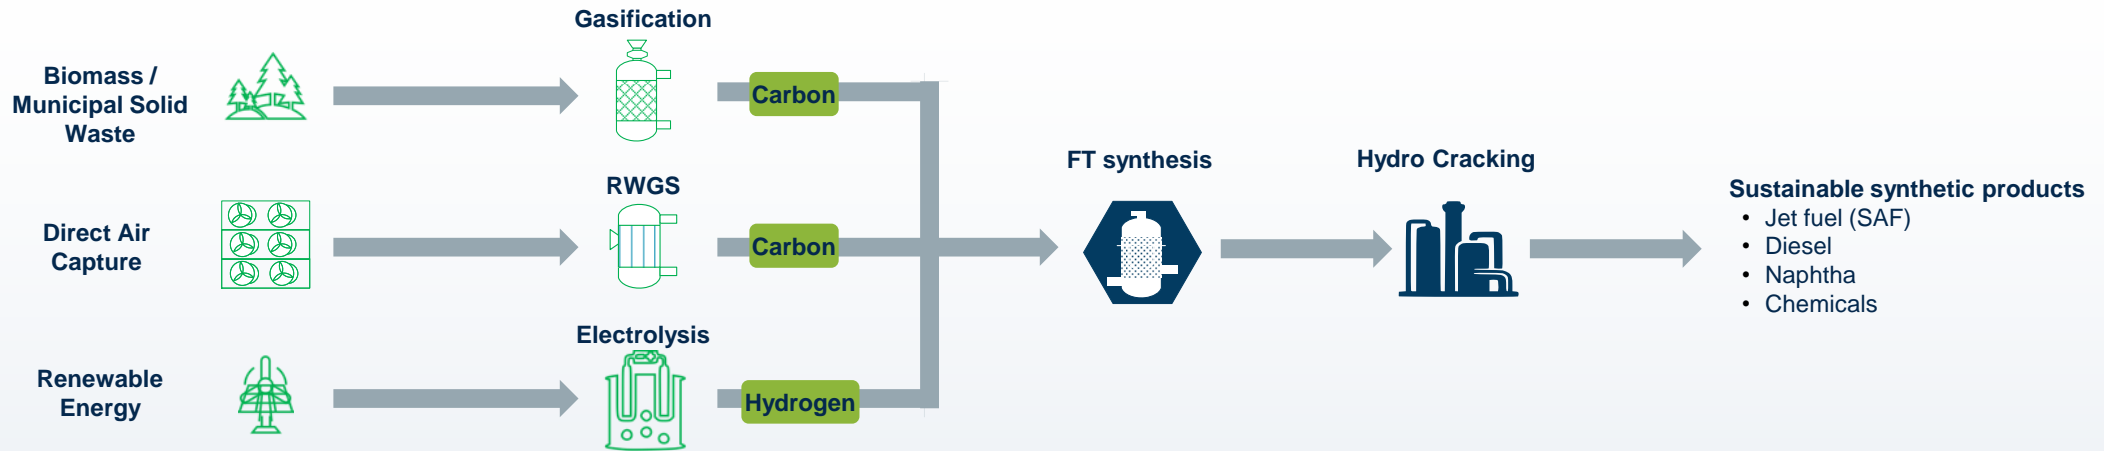 Gasification
Biomass /
Municipal Solid
Waste
Carbon
RWGS
Direct Air
Capture
Carbon
Electrolysis
Renewable
Energy
Hydrogen
FT synthesis
Hydro Cracking
Sustainable synthetic products
• Jet fuel (SAF)
• Diesel
• Naphtha
• Chemicals